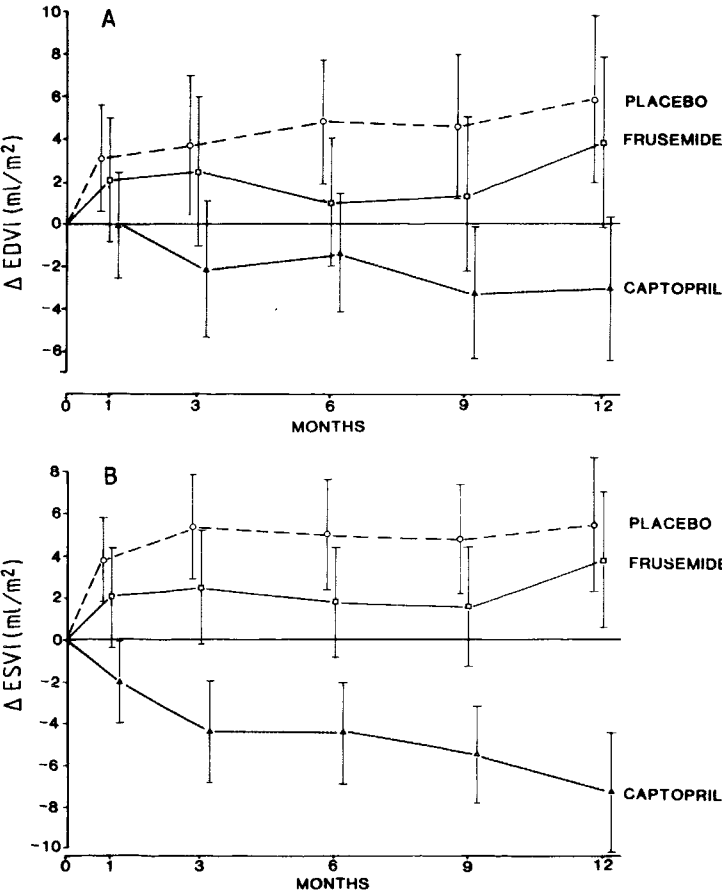 A
10
8
6
4
2
0
-2
-4
-6
Δ EDVI (ml/m²)
PLACEBO
FRUSEMIDE
CAPTOPRIL
0 1 3 6 9 12
MONTHS
B
8
6
4
2
0
-2
-4
-6
-8
-10
Δ ESVI (ml/m²)
PLACEBO
FRUSEMIDE
CAPTOPRIL
0 1 3 6 9 12
MONTHS